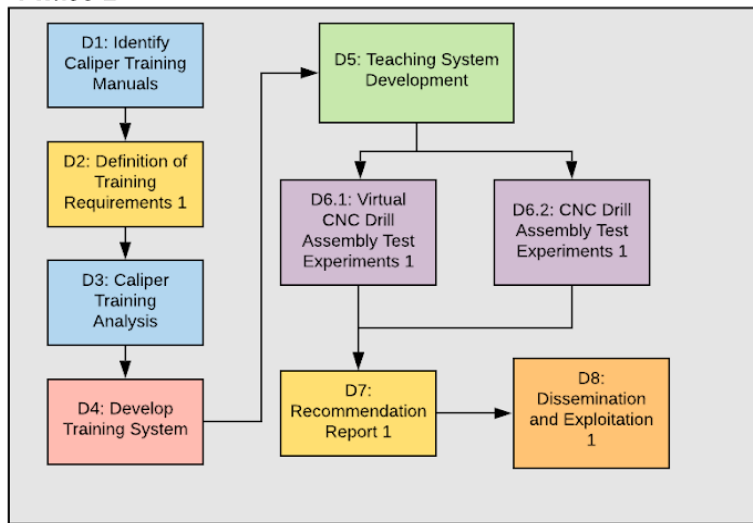 D1: Identify
Caliper Training
Manuals
D2: Definition of
Training
Requirements 1
D3: Caliper
Training
Analysis
D4: Develop
Training System
D5: Teaching System
Development
D6.1: Virtual
CNC Drill
Assembly Test
Experiments 1
D6.2: CNC Drill
Assembly Test
Experiments 1
D7:
Recommendation
Report 1
D8:
Dissemination
and Exploitation
1